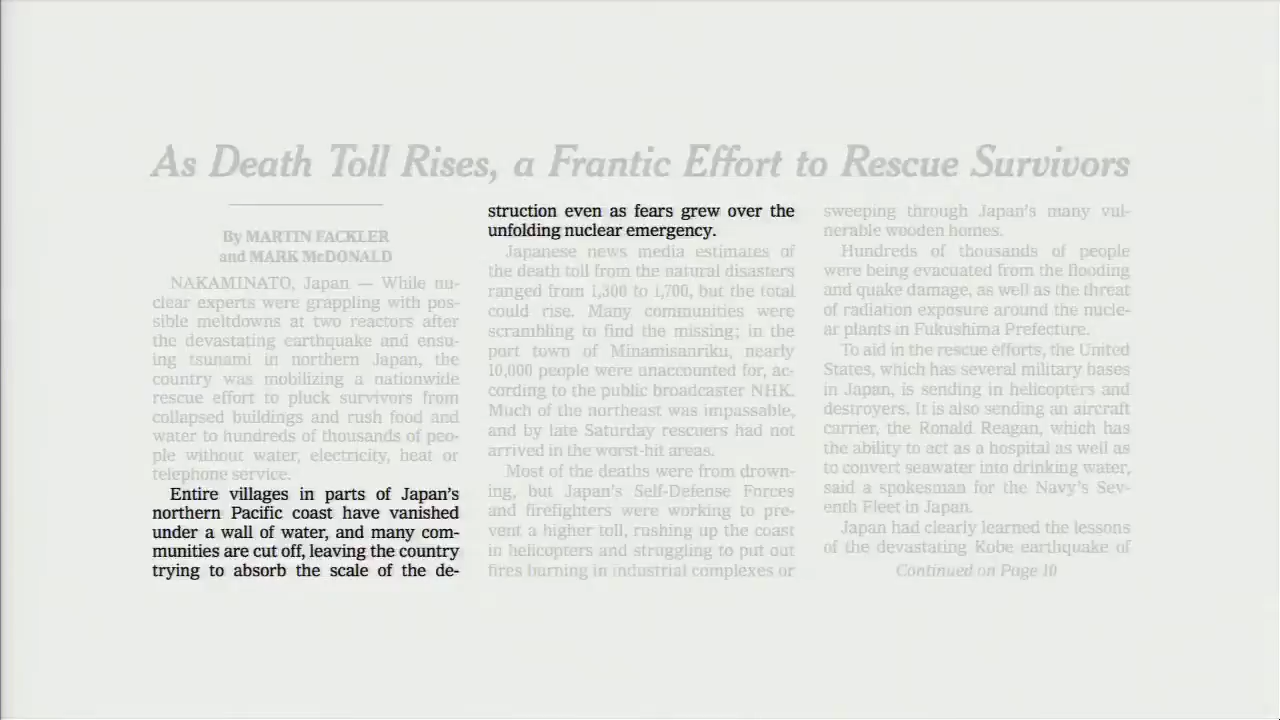 As Death Toll Rises, a Frantic Effort to Rescue Survivors
By MARTIN FACKLER
and MARK McDONALD
NAKAMINATO, Japan — While nu-
clear experts were grappling with pos-
sible meltdowns at two reactors after
the devastating earthquake and ensu-
ing tsunami in northern Japan, the
country was mobilizing a nationwide
rescue effort to pluck survivors from
collapsed buildings and rush food and
water to hundreds of thousands of peo-
ple without water, electricity, heat or
telephone service.
Entire villages in parts of Japan's
northern Pacific coast have vanished
under a wall of water, and many com-
munities are cut off, leaving the country
trying to absorb the scale of the de-
struction even as fears grew over the
unfolding nuclear emergency.
Japanese news media estimates of
the death toll from the natural disasters
ranged from 1,300 to 1,700, but the total
could rise. Many communities were
scrambling to find the missing; in the
port town of Minamisanriku, nearly
10,000 people were unaccounted for, ac-
cording to the public broadcaster NHK.
Much of the northeast was impassable,
and by late Saturday rescuers had not
arrived in the worst-hit areas.
Most of the deaths were from drown-
ing, but Japan's Self-Defense Forces
and firefighters were working to pre-
vent a higher toll, rushing up the coast
in helicopters and struggling to put out
fires burning in industrial complexes or
sweeping through Japan's many vul-
nerable wooden homes.
Hundreds of thousands of people
were being evacuated from the flooding
and quake damage, as well as the threat
of radiation exposure around the nucle-
ar plants in Fukushima Prefecture.
To aid in the rescue efforts, the United
States, which has several military bases
in Japan, is sending in helicopters and
destroyers. It is also sending an aircraft
carrier, the Ronald Reagan, which has
the ability to act as a hospital as well as
to convert seawater into drinking water,
said a spokesman for the Navy's Sev-
enth Fleet in Japan.
Japan had clearly learned the lessons
of the devastating Kobe earthquake of
Continued on Page 10